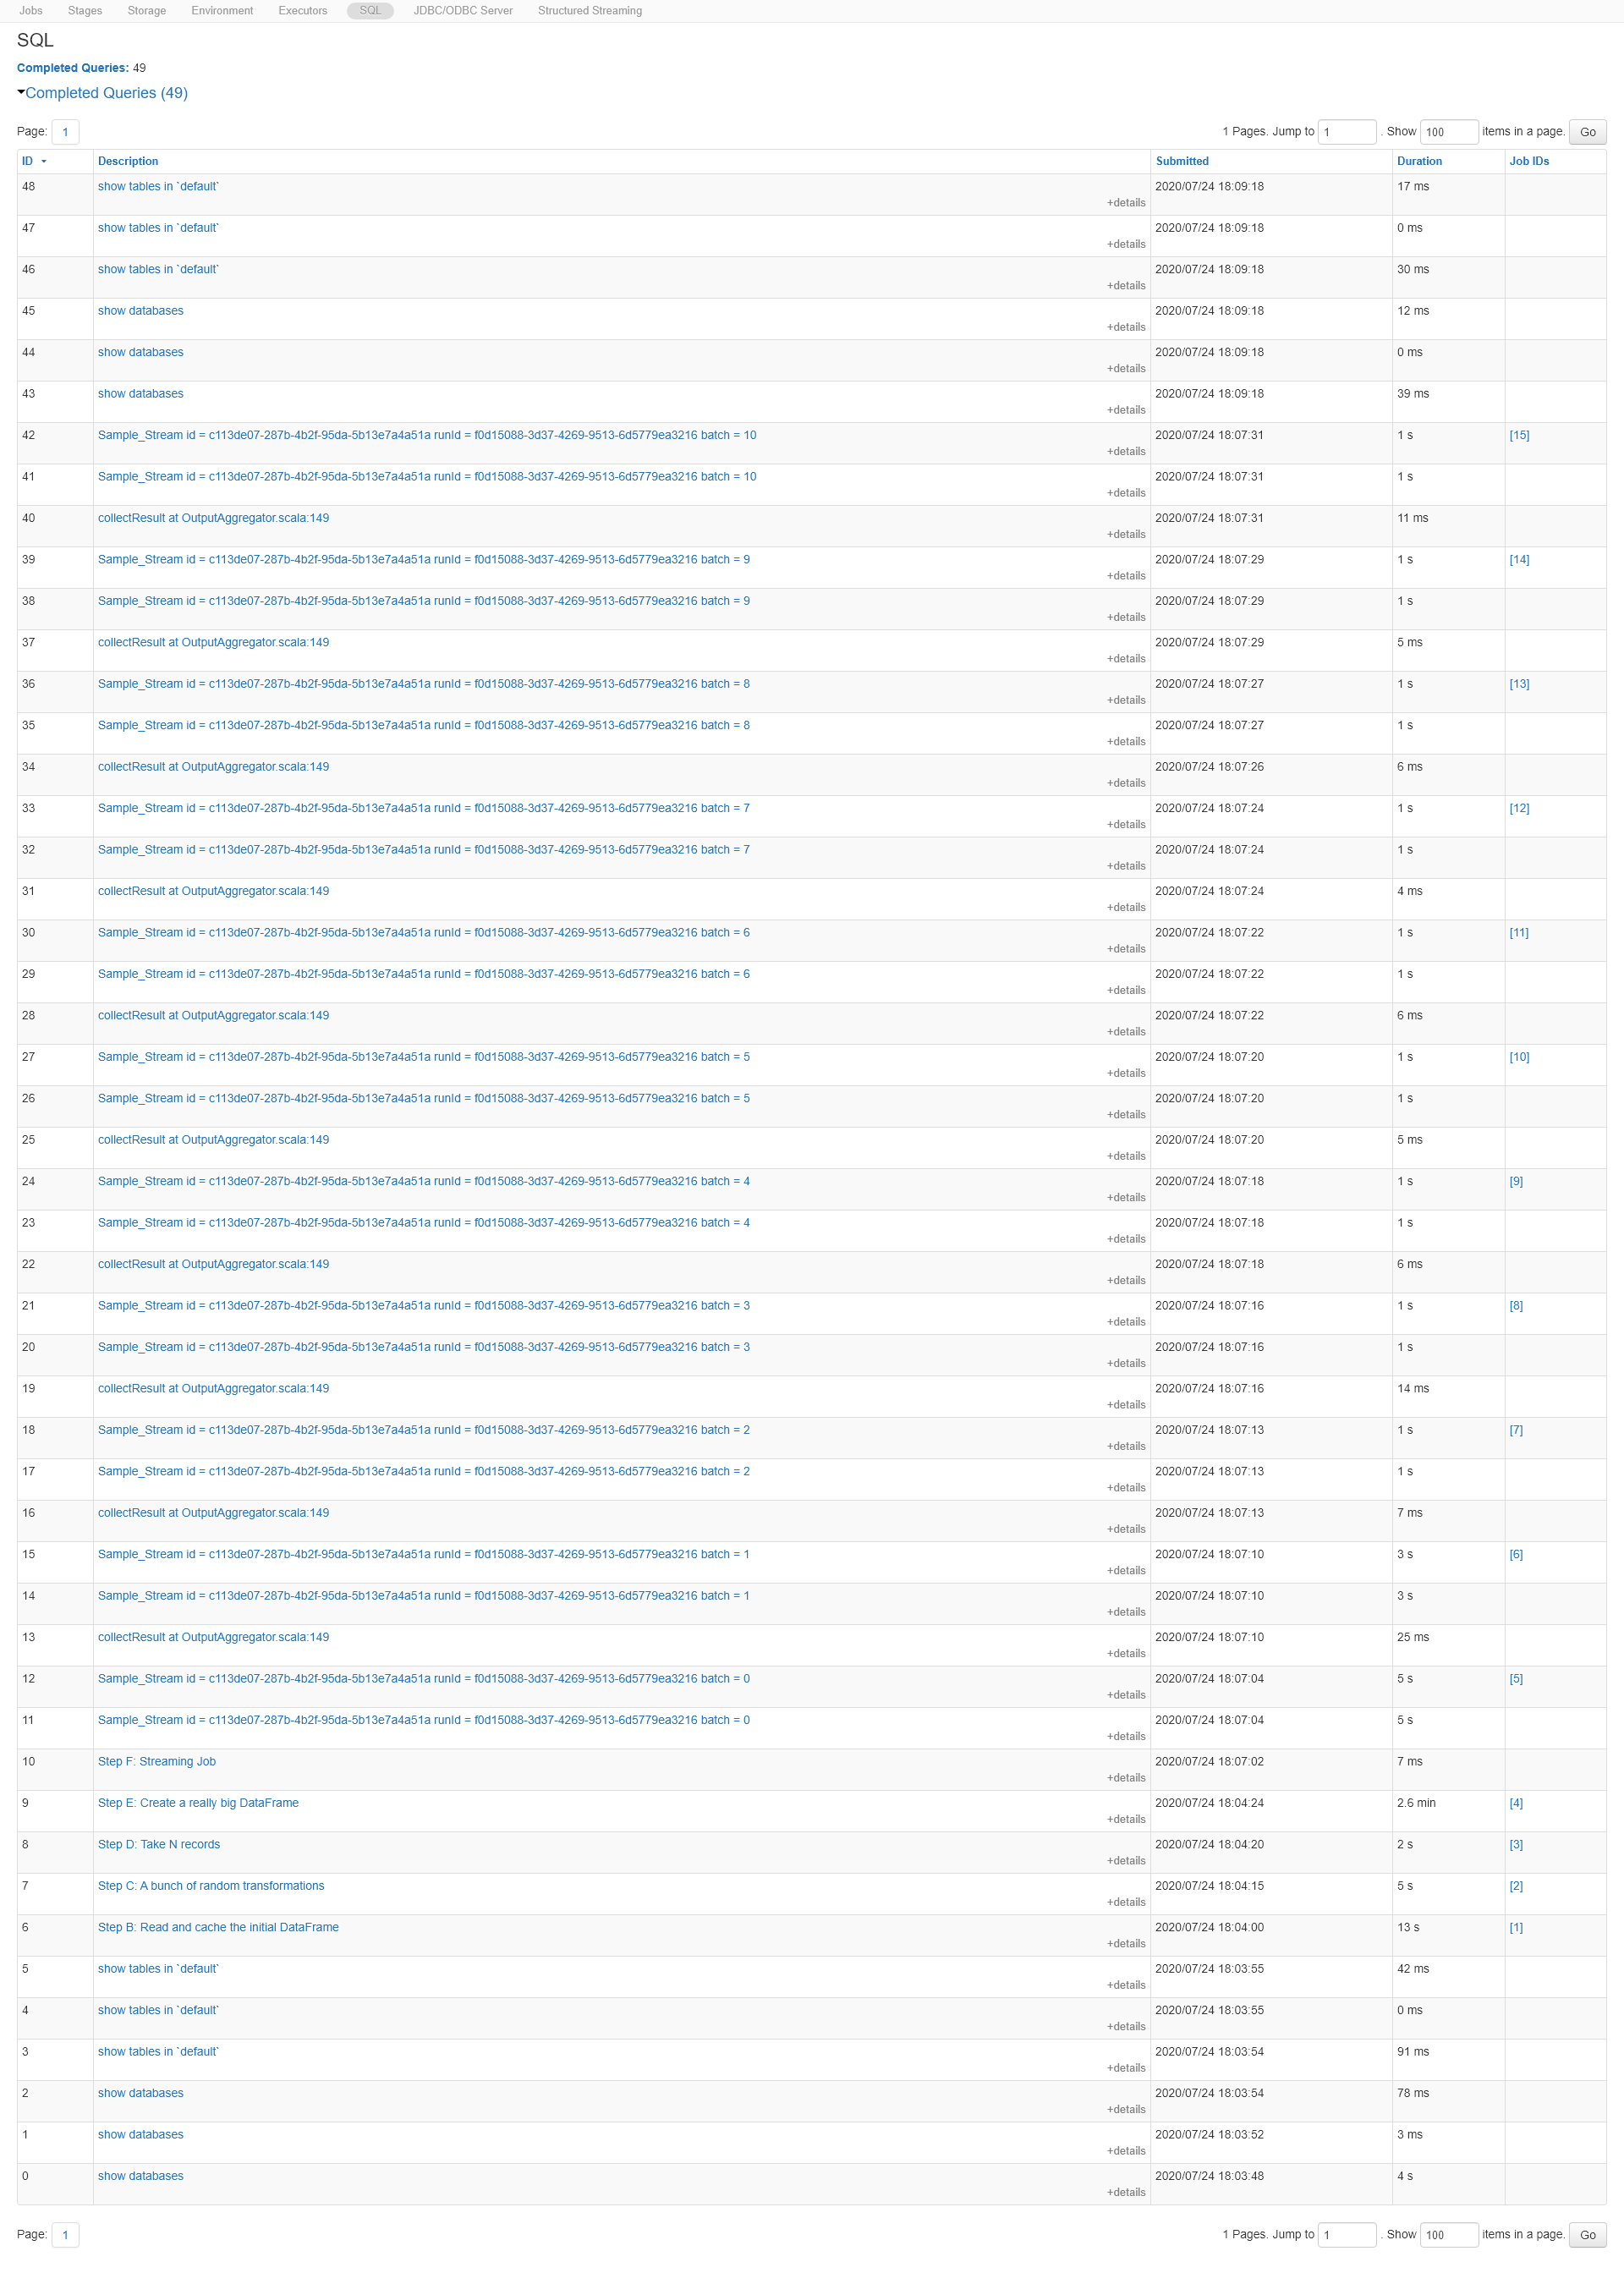 Jobs Stages Storage Environment Executors SQL JDBC/ODBC Server Structured Streaming
SQL
Completed Queries: 49
Completed Queries (49)
Page: 1 1 Pages. Jump to 1 . Show 100 items in a page. Go
ID Description Submitted Duration Job IDs
48 show tables in `default` 2020/07/24 18:09:18 17 ms
+details
47 show tables in `default` 2020/07/24 18:09:18 0 ms
+details
46 show tables in `default` 2020/07/24 18:09:18 30 ms
+details
45 show databases 2020/07/24 18:09:18 12 ms
+details
44 show databases 2020/07/24 18:09:18 0 ms
+details
43 show databases 2020/07/24 18:09:18 39 ms
+details
42 Sample_Stream id = c113de07-287b-4b2f-95da-5b13e7a4a51a runId = f0d15088-3d37-4269-9513-6d5779ea3216 batch = 10 2020/07/24 18:07:31 1 s [15]
+details
41 Sample_Stream id = c113de07-287b-4b2f-95da-5b13e7a4a51a runId = f0d15088-3d37-4269-9513-6d5779ea3216 batch = 10 2020/07/24 18:07:31 1 s
+details
40 collectResult at OutputAggregator.scala:149 2020/07/24 18:07:31 11 ms
+details
39 Sample_Stream id = c113de07-287b-4b2f-95da-5b13e7a4a51a runId = f0d15088-3d37-4269-9513-6d5779ea3216 batch = 9 2020/07/24 18:07:29 1 s [14]
+details
38 Sample_Stream id = c113de07-287b-4b2f-95da-5b13e7a4a51a runId = f0d15088-3d37-4269-9513-6d5779ea3216 batch = 9 2020/07/24 18:07:29 1 s
+details
37 collectResult at OutputAggregator.scala:149 2020/07/24 18:07:29 5 ms
+details
36 Sample_Stream id = c113de07-287b-4b2f-95da-5b13e7a4a51a runId = f0d15088-3d37-4269-9513-6d5779ea3216 batch = 8 2020/07/24 18:07:27 1 s [13]
+details
35 Sample_Stream id = c113de07-287b-4b2f-95da-5b13e7a4a51a runId = f0d15088-3d37-4269-9513-6d5779ea3216 batch = 8 2020/07/24 18:07:27 1 s
+details
34 collectResult at OutputAggregator.scala:149 2020/07/24 18:07:26 6 ms
+details
33 Sample_Stream id = c113de07-287b-4b2f-95da-5b13e7a4a51a runId = f0d15088-3d37-4269-9513-6d5779ea3216 batch = 7 2020/07/24 18:07:24 1 s [12]
+details
32 Sample_Stream id = c113de07-287b-4b2f-95da-5b13e7a4a51a runId = f0d15088-3d37-4269-9513-6d5779ea3216 batch = 7 2020/07/24 18:07:24 1 s
+details
31 collectResult at OutputAggregator.scala:149 2020/07/24 18:07:24 4 ms
+details
30 Sample_Stream id = c113de07-287b-4b2f-95da-5b13e7a4a51a runId = f0d15088-3d37-4269-9513-6d5779ea3216 batch = 6 2020/07/24 18:07:22 1 s [11]
+details
29 Sample_Stream id = c113de07-287b-4b2f-95da-5b13e7a4a51a runId = f0d15088-3d37-4269-9513-6d5779ea3216 batch = 6 2020/07/24 18:07:22 1 s
+details
28 collectResult at OutputAggregator.scala:149 2020/07/24 18:07:22 6 ms
+details
27 Sample_Stream id = c113de07-287b-4b2f-95da-5b13e7a4a51a runId = f0d15088-3d37-4269-9513-6d5779ea3216 batch = 5 2020/07/24 18:07:20 1 s [10]
+details
26 Sample_Stream id = c113de07-287b-4b2f-95da-5b13e7a4a51a runId = f0d15088-3d37-4269-9513-6d5779ea3216 batch = 5 2020/07/24 18:07:20 1 s
+details
25 collectResult at OutputAggregator.scala:149 2020/07/24 18:07:20 5 ms
+details
24 Sample_Stream id = c113de07-287b-4b2f-95da-5b13e7a4a51a runId = f0d15088-3d37-4269-9513-6d5779ea3216 batch = 4 2020/07/24 18:07:18 1 s [9]
+details
23 Sample_Stream id = c113de07-287b-4b2f-95da-5b13e7a4a51a runId = f0d15088-3d37-4269-9513-6d5779ea3216 batch = 4 2020/07/24 18:07:18 1 s
+details
22 collectResult at OutputAggregator.scala:149 2020/07/24 18:07:18 6 ms
+details
21 Sample_Stream id = c113de07-287b-4b2f-95da-5b13e7a4a51a runId = f0d15088-3d37-4269-9513-6d5779ea3216 batch = 3 2020/07/24 18:07:16 1 s [8]
+details
20 Sample_Stream id = c113de07-287b-4b2f-95da-5b13e7a4a51a runId = f0d15088-3d37-4269-9513-6d5779ea3216 batch = 3 2020/07/24 18:07:16 1 s
+details
19 collectResult at OutputAggregator.scala:149 2020/07/24 18:07:16 14 ms
+details
18 Sample_Stream id = c113de07-287b-4b2f-95da-5b13e7a4a51a runId = f0d15088-3d37-4269-9513-6d5779ea3216 batch = 2 2020/07/24 18:07:13 1 s [7]
+details
17 Sample_Stream id = c113de07-287b-4b2f-95da-5b13e7a4a51a runId = f0d15088-3d37-4269-9513-6d5779ea3216 batch = 2 2020/07/24 18:07:13 1 s
+details
16 collectResult at OutputAggregator.scala:149 2020/07/24 18:07:13 7 ms
+details
15 Sample_Stream id = c113de07-287b-4b2f-95da-5b13e7a4a51a runId = f0d15088-3d37-4269-9513-6d5779ea3216 batch = 1 2020/07/24 18:07:10 3 s [6]
+details
14 Sample_Stream id = c113de07-287b-4b2f-95da-5b13e7a4a51a runId = f0d15088-3d37-4269-9513-6d5779ea3216 batch = 1 2020/07/24 18:07:10 3 s
+details
13 collectResult at OutputAggregator.scala:149 2020/07/24 18:07:10 25 ms
+details
12 Sample_Stream id = c113de07-287b-4b2f-95da-5b13e7a4a51a runId = f0d15088-3d37-4269-9513-6d5779ea3216 batch = 0 2020/07/24 18:07:04 5 s [5]
+details
11 Sample_Stream id = c113de07-287b-4b2f-95da-5b13e7a4a51a runId = f0d15088-3d37-4269-9513-6d5779ea3216 batch = 0 2020/07/24 18:07:04 5 s
+details
10 Step F: Streaming Job 2020/07/24 18:07:02 7 ms
+details
9 Step E: Create a really big DataFrame 2020/07/24 18:04:24 2.6 min [4]
+details
8 Step D: Take N records 2020/07/24 18:04:20 2 s [3]
+details
7 Step C: A bunch of random transformations 2020/07/24 18:04:15 5 s [2]
+details
6 Step B: Read and cache the initial DataFrame 2020/07/24 18:04:00 13 s [1]
+details
5 show tables in `default` 2020/07/24 18:03:55 42 ms
+details
4 show tables in `default` 2020/07/24 18:03:55 0 ms
+details
3 show tables in `default` 2020/07/24 18:03:54 91 ms
+details
2 show databases 2020/07/24 18:03:54 78 ms
+details
1 show databases 2020/07/24 18:03:52 3 ms
+details
0 show databases 2020/07/24 18:03:48 4 s
+details
Page: 1 1 Pages. Jump to 1 . Show 100 items in a page. Go